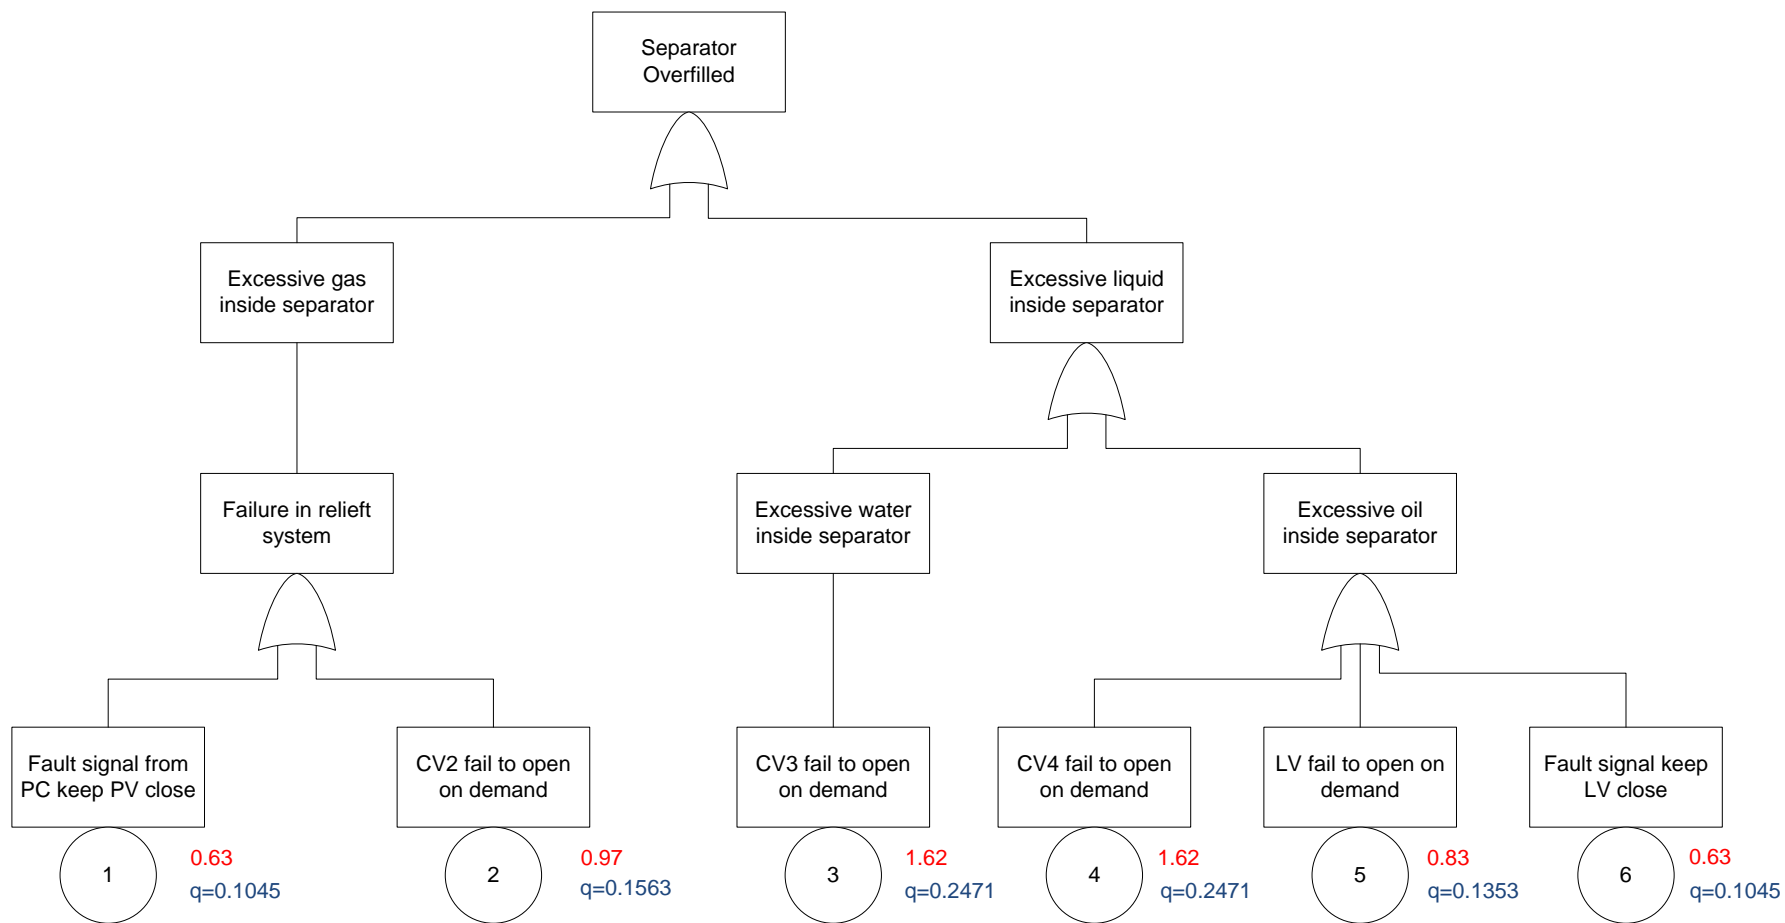 Separator
Overfilled
Excessive gas
inside separator
Excessive liquid
inside separator
Failure in relieft
system
Excessive water
inside separator
Excessive oil
inside separator
Fault signal from
PC keep PV close
CV2 fail to open
on demand
CV3 fail to open
on demand
CV4 fail to open
on demand
LV fail to open on
demand
Fault signal keep
LV close
1
0.63
q=0.1045
2
0.97
q=0.1563
3
1.62
q=0.2471
4
1.62
q=0.2471
5
0.83
q=0.1353
6
0.63
q=0.1045